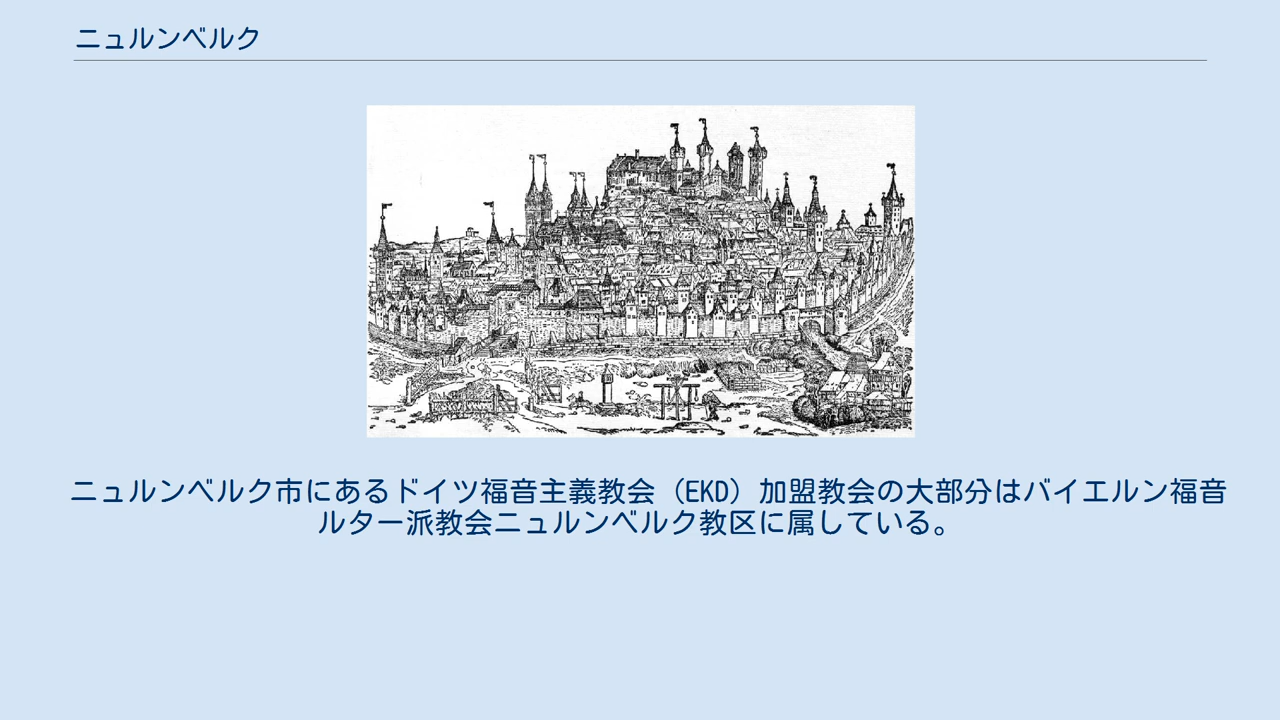 ニュルンベルク
ニュルンベルク市にあるドイツ福音主義教会（EKD）加盟教会の大部分はバイエルン福音
ルター派教会ニュルンベルク教区に属している。